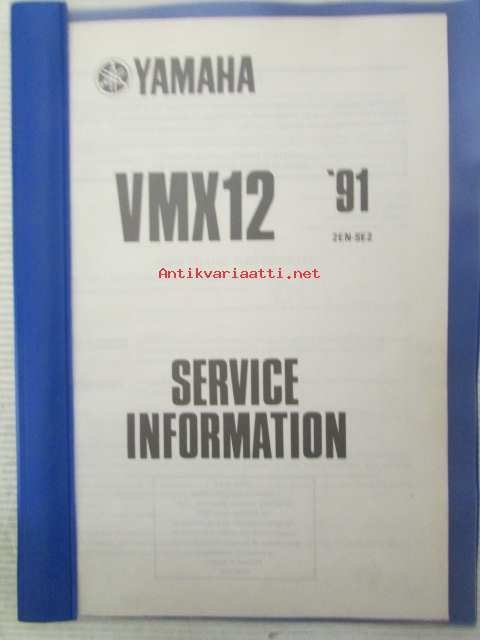 YAMAHA
VMX12 '91
2EN-SE2
Antikvariaatti.net
SERVICE
INFORMATION